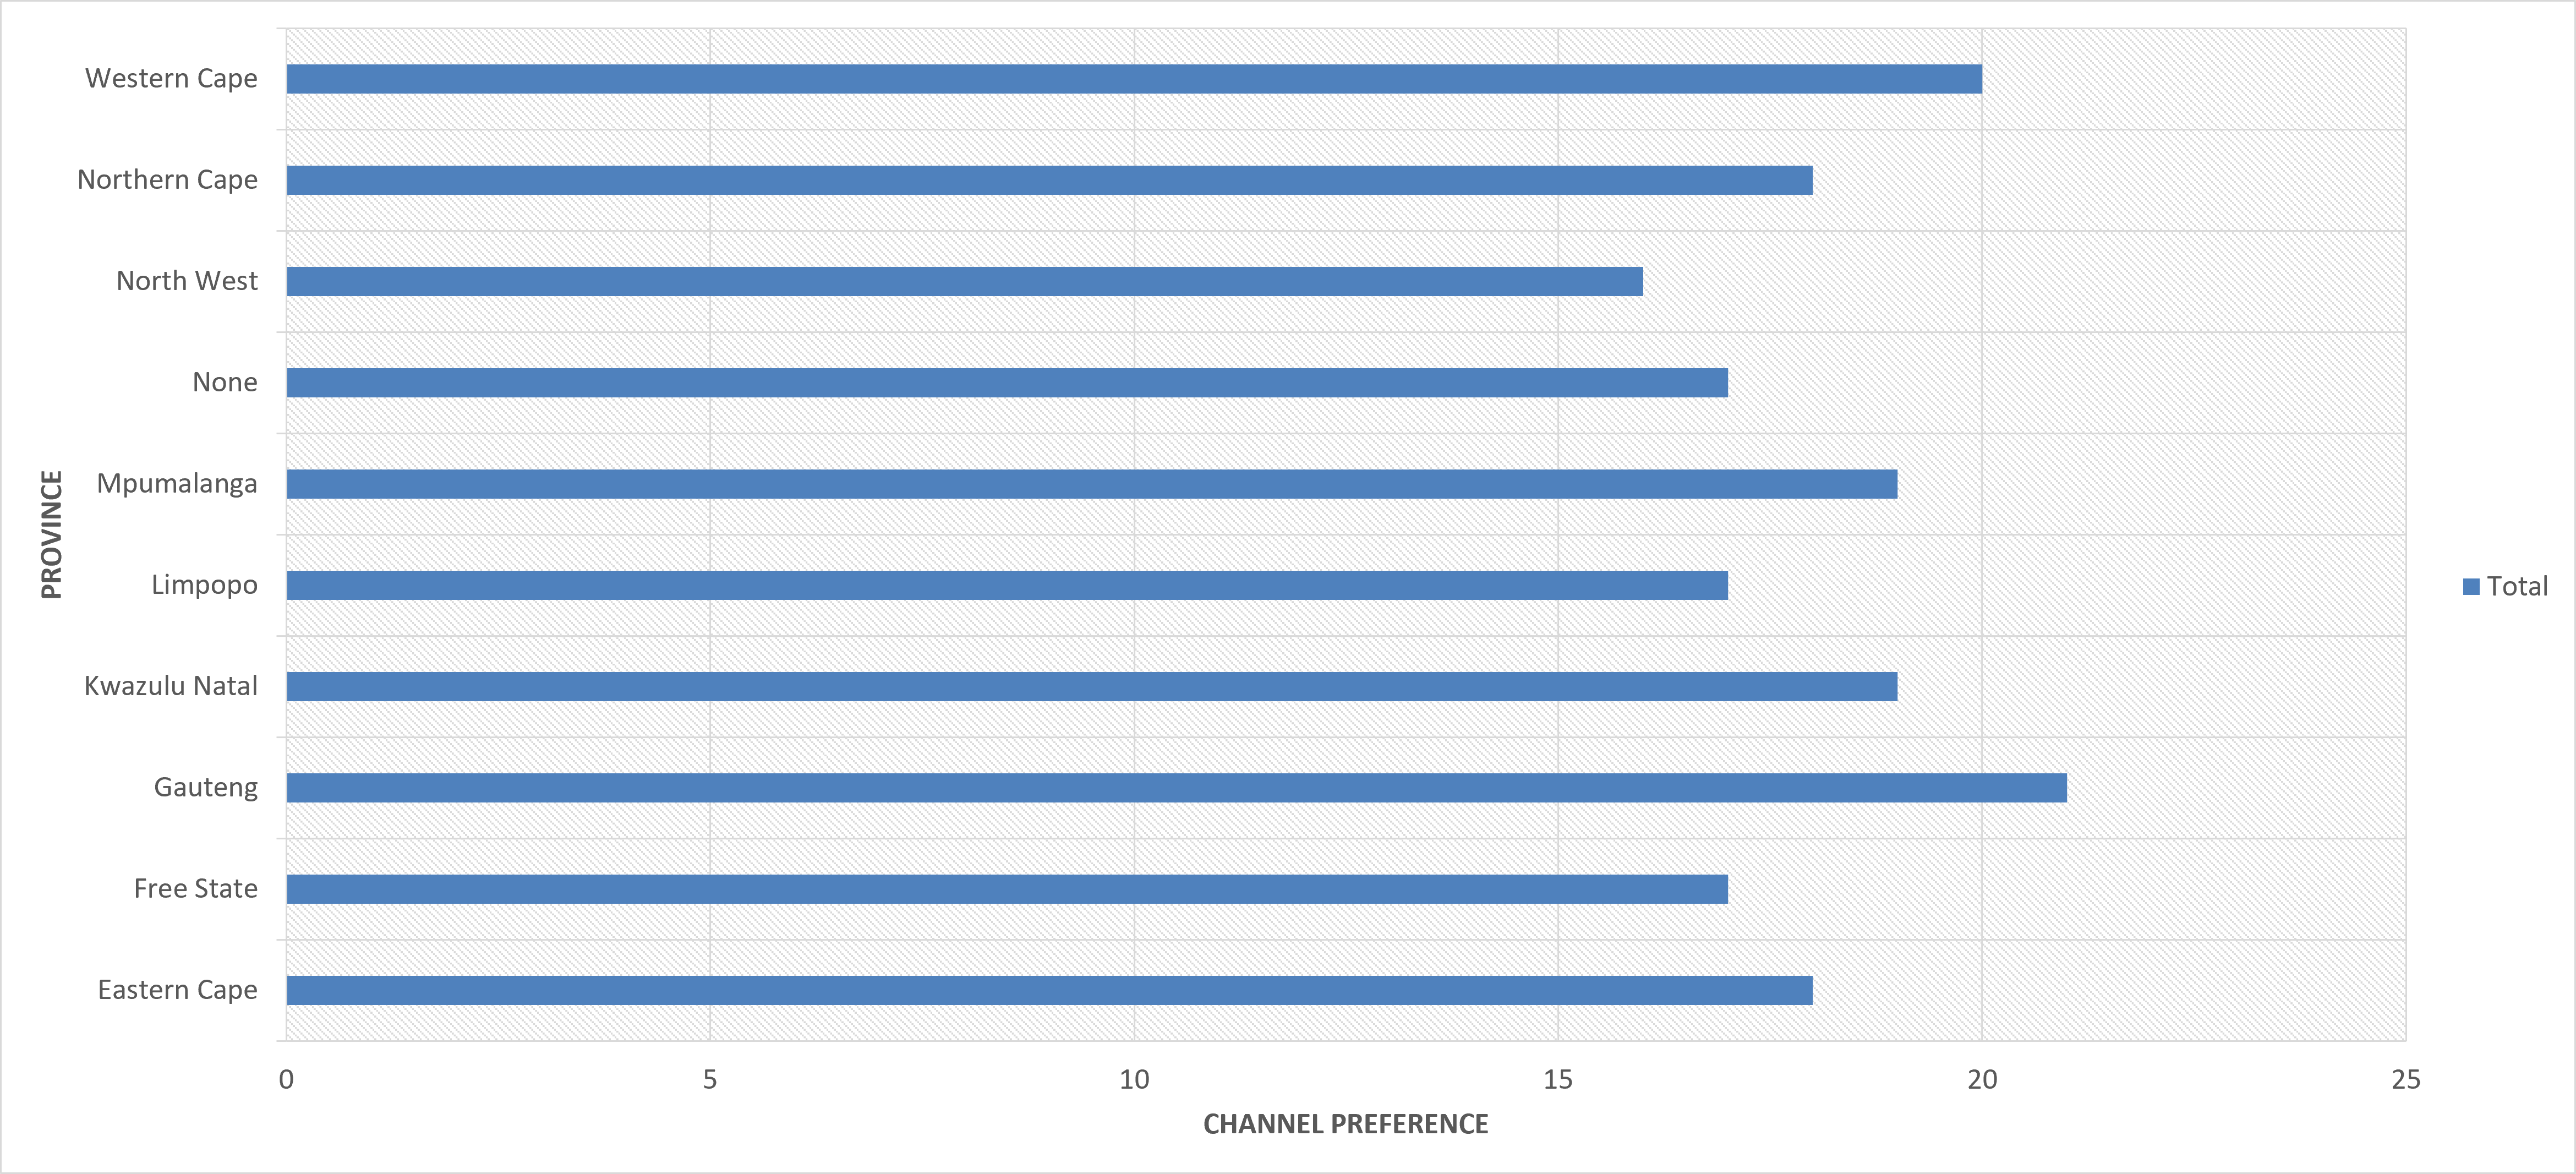 PROVINCE
Western Cape
Northern Cape
North West
None
Mpumalanga
Limpopo
Kwazulu Natal
Gauteng
Free State
Eastern Cape
0 5 10 15 20 25
CHANNEL PREFERENCE
Total